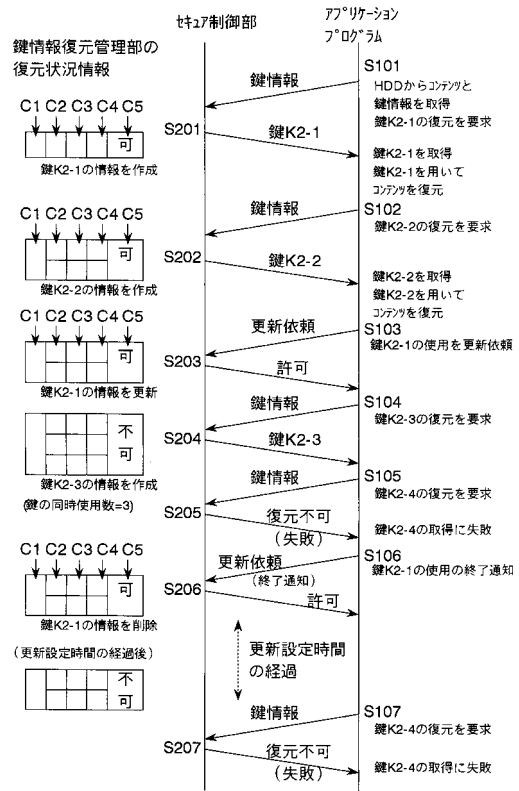 セキュア制御部
アプリケーション
プログラム
鍵情報復元管理部の
復元状況情報
C1 C2 C3 C4 C5
可
鍵K2-1の情報を作成
S201
鍵情報
鍵K2-1
S101
HDDからコンテンツと
鍵情報を取得
鍵K2-1の復元を要求
鍵K2-1を取得
鍵K2-1を用いて
コンテンツを復元
C1 C2 C3 C4 C5
可
鍵K2-2の情報を作成
S202
鍵情報
鍵K2-2
S102
鍵K2-2の復元を要求
鍵K2-2を取得
鍵K2-2を用いて
コンテンツを復元
C1 C2 C3 C4 C5
可
鍵K2-1の情報を更新
S203
更新依頼
許可
S103
鍵K2-1の使用を更新依頼
不
可
鍵K2-3の情報を作成
(鍵の同時使用数=3)
S204
鍵情報
鍵K2-3
S104
鍵K2-3の復元を要求
S205
鍵情報
復元不可
(失敗)
S105
鍵K2-4の復元を要求
鍵K2-4の取得に失敗
C1 C2 C3 C4 C5
可
鍵K2-1の情報を削除
S206
更新依頼
(終了通知)
許可
S106
鍵K2-1の使用の終了通知
(更新設定時間の経過後)
不
可
更新設定時間
の経過
S207
鍵情報
復元不可
(失敗)
S107
鍵K2-4の復元を要求
鍵K2-4の取得に失敗